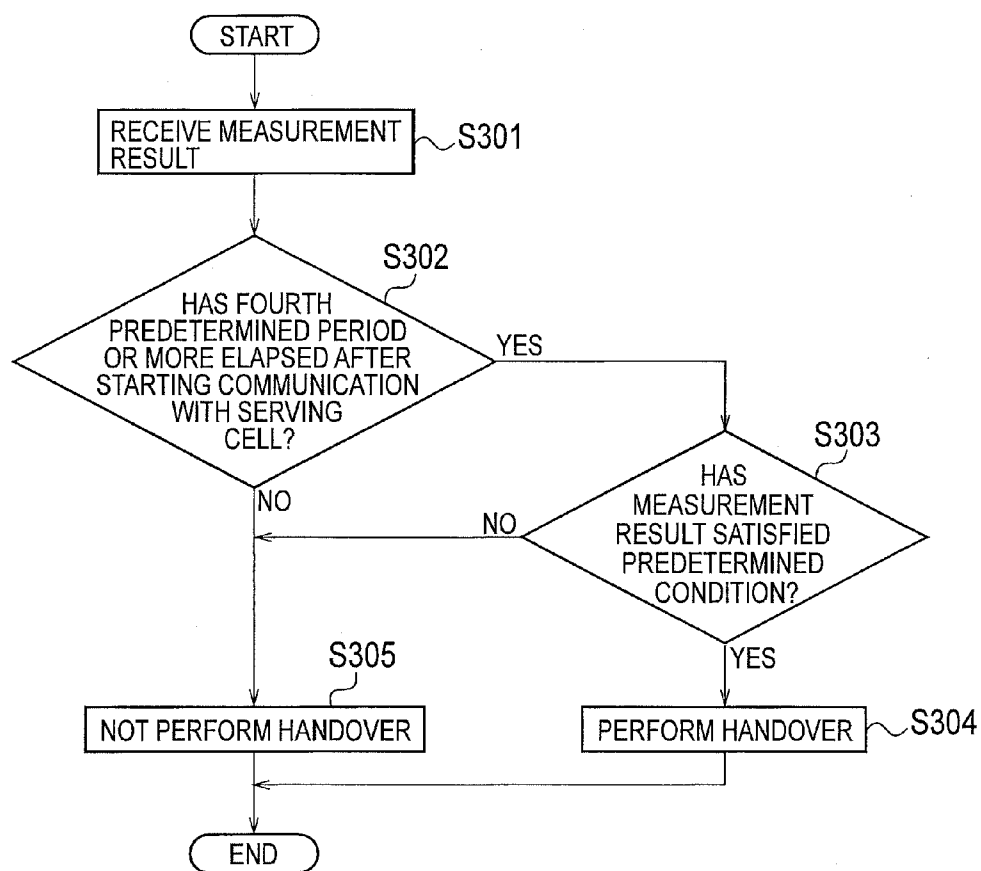 START
RECEIVE MEASUREMENT
RESULT
S301
S302
HAS FOURTH
PREDETERMINED PERIOD
OR MORE ELAPSED AFTER
STARTING COMMUNICATION
WITH SERVING
CELL?
YES
NO
S303
HAS
MEASUREMENT
RESULT SATISFIED
PREDETERMINED
CONDITION?
NO
YES
S305
NOT PERFORM HANDOVER
PERFORM HANDOVER
S304
END